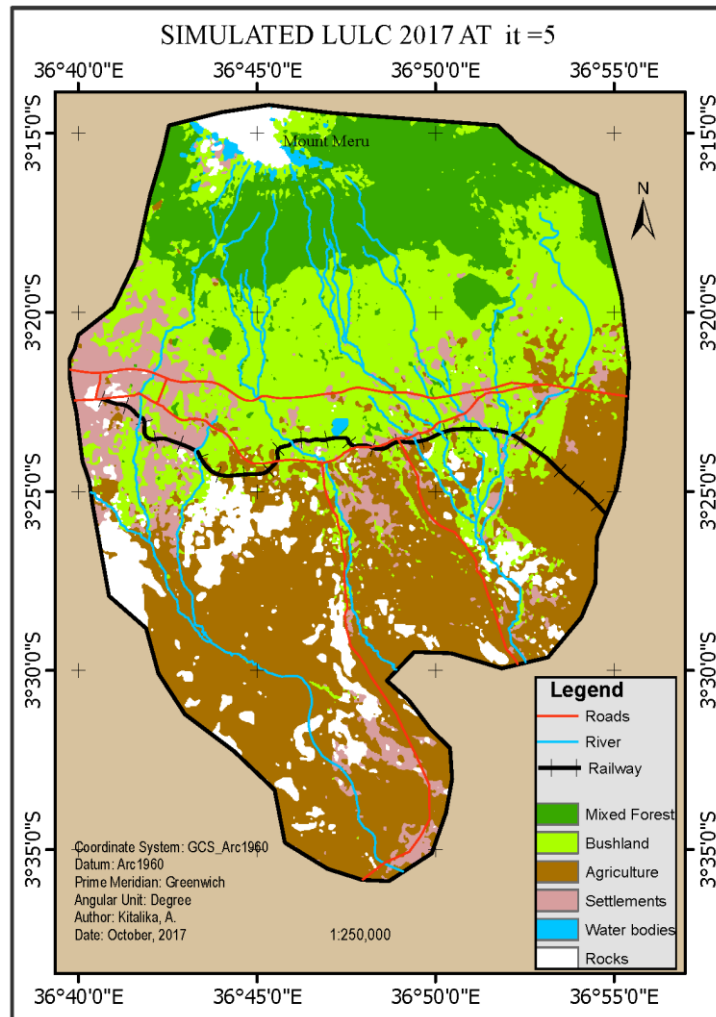 SIMULATED LULC 2017 AT it =5
36°40'0"E 36°45'0"E 36°50'0"E 36°55'0"E
3°15'0"S 3°15'0"S
Mount Meru
N
3°20'0"S 3°20'0"S
3°25'0"S 3°25'0"S
3°30'0"S 3°30'0"S
Legend
Roads
River
Railway
Mixed Forest
Bushland
Agriculture
Settlements
Water bodies
Rocks
3°35'0"S 3°35'0"S
Coordinate System: GCS_Arc1960
Datum: Arc1960
Prime Meridian: Greenwich
Angular Unit: Degree
Author: Kitalika, A.
Date: October, 2017
1:250,000
36°40'0"E 36°45'0"E 36°50'0"E 36°55'0"E